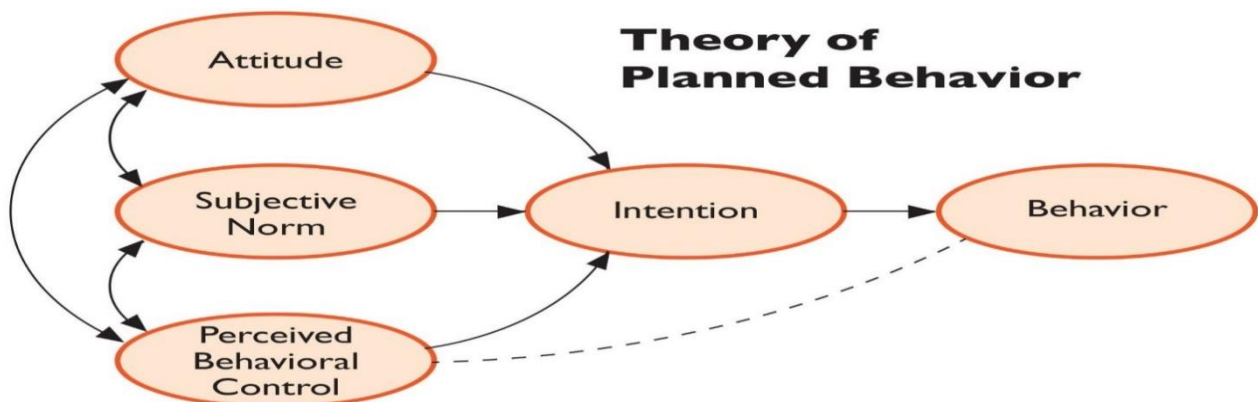 Theory of
Planned Behavior
Attitude
Subjective
Norm
Intention
Behavior
Perceived
Behavioral
Control